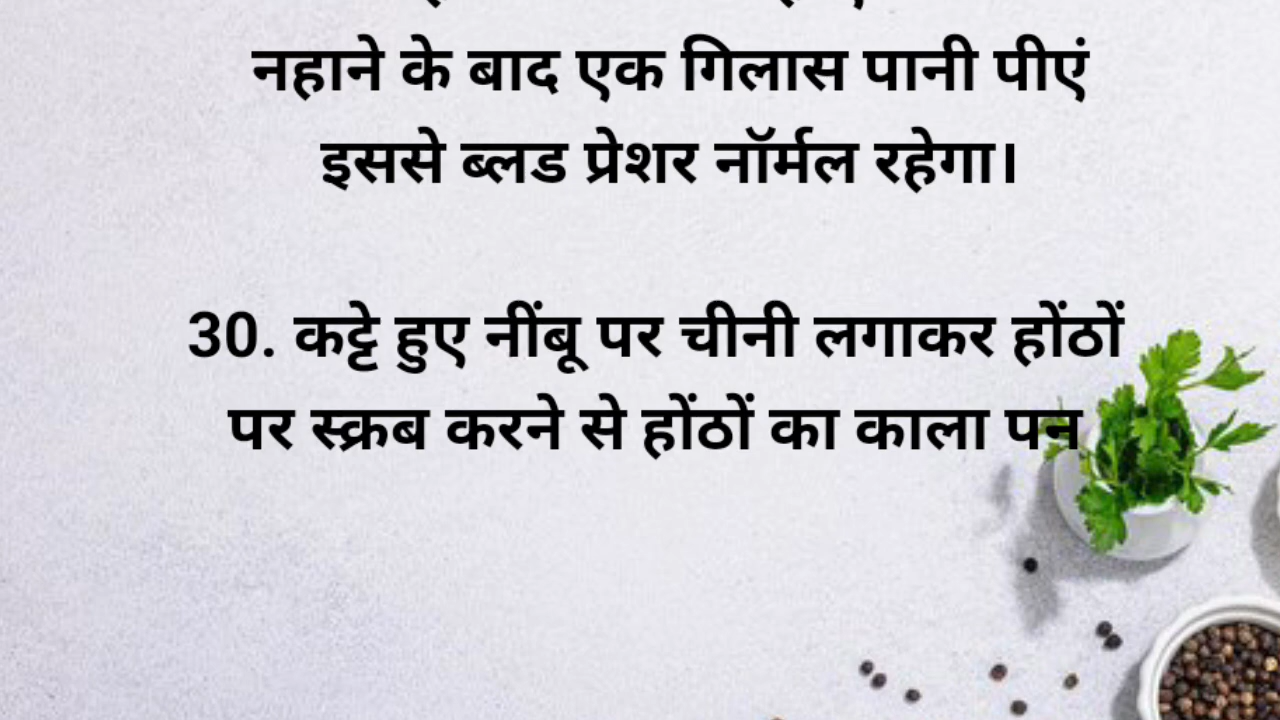 नहाने के बाद एक गिलास पानी पीएं
इससे ब्लड प्रेशर नॉर्मल रहेगा।
30. कट्टे हुए नींबू पर चीनी लगाकर होंठों
पर स्क्रब करने से होंठों का काला पन